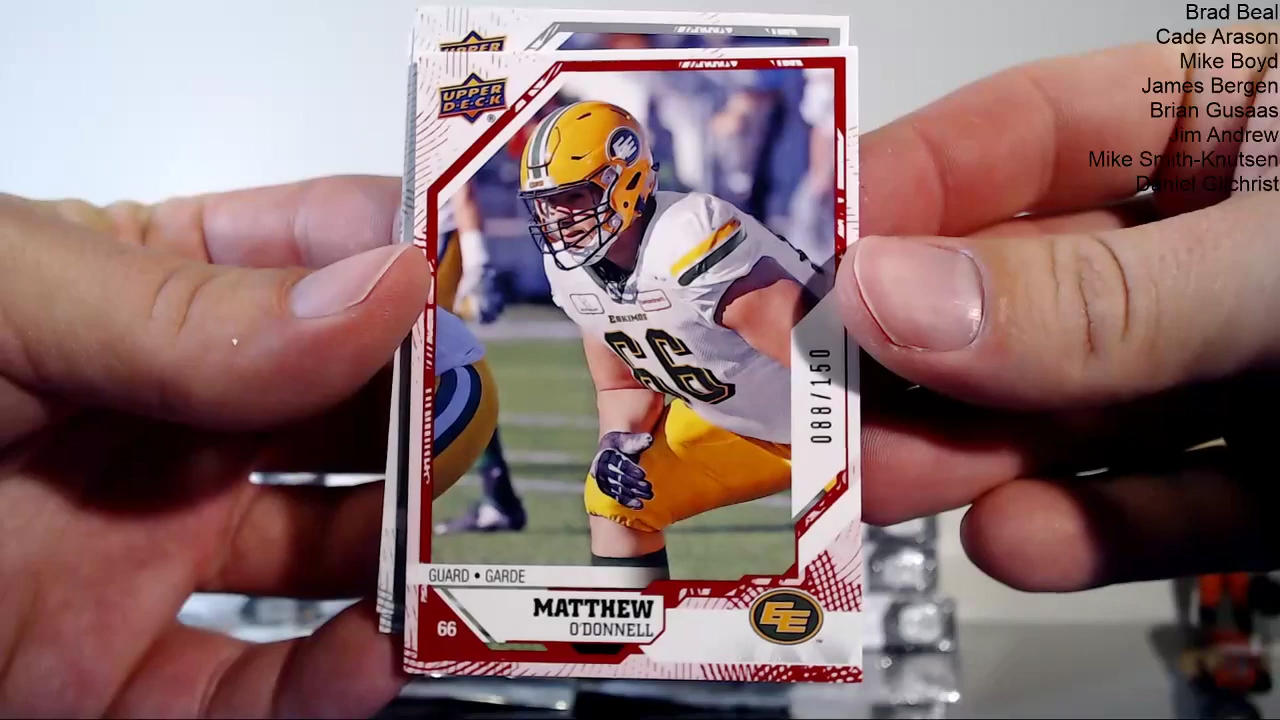 Brad Beal
Cade Arason
Mike Boyd
James Bergen
Brian Gusaas
Jim Andrew
Mike Smith-Knutsen
Daniel Gilchrist
UPPER
UPPER
DECK
®
ESKIMOS
66
088/150
GUARD • GARDE
MATTHEW
O'DONNELL
66
EE
TM